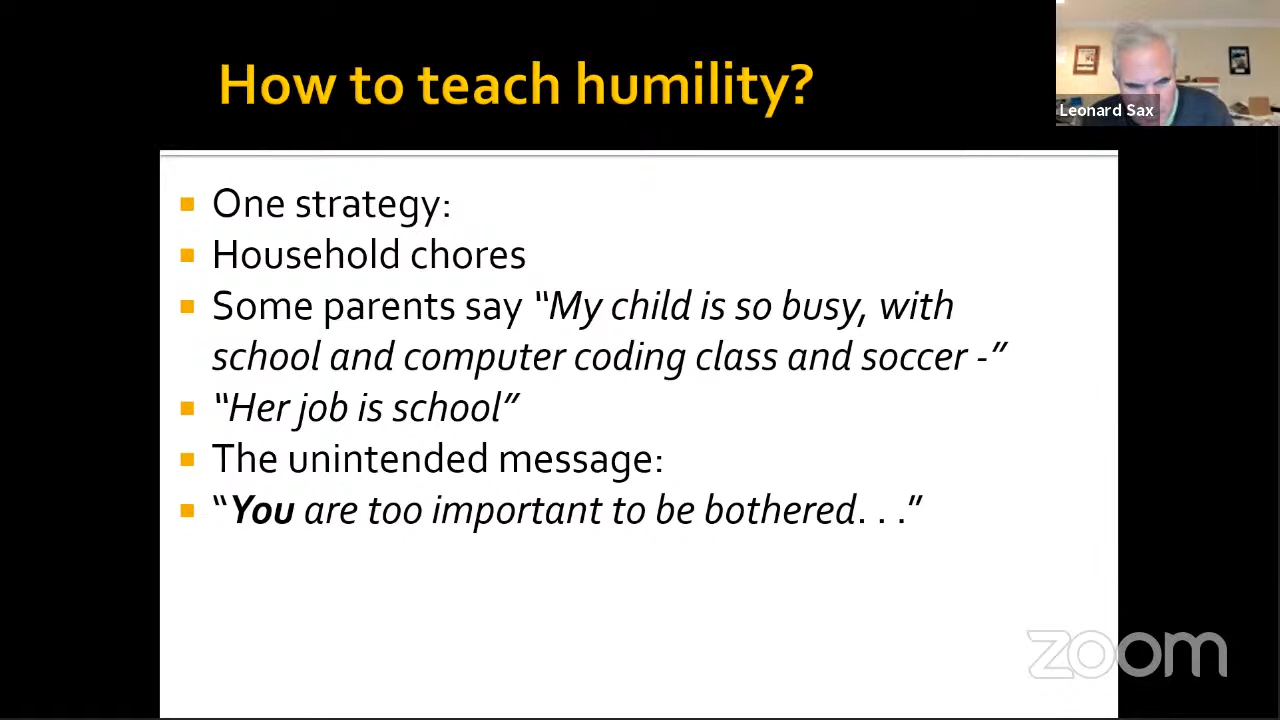 How to teach humility?
Leonard Sax
One strategy:
Household chores
Some parents say “My child is so busy, with
school and computer coding class and soccer -”
“Her job is school”
The unintended message:
“You are too important to be bothered. . .”
zoom